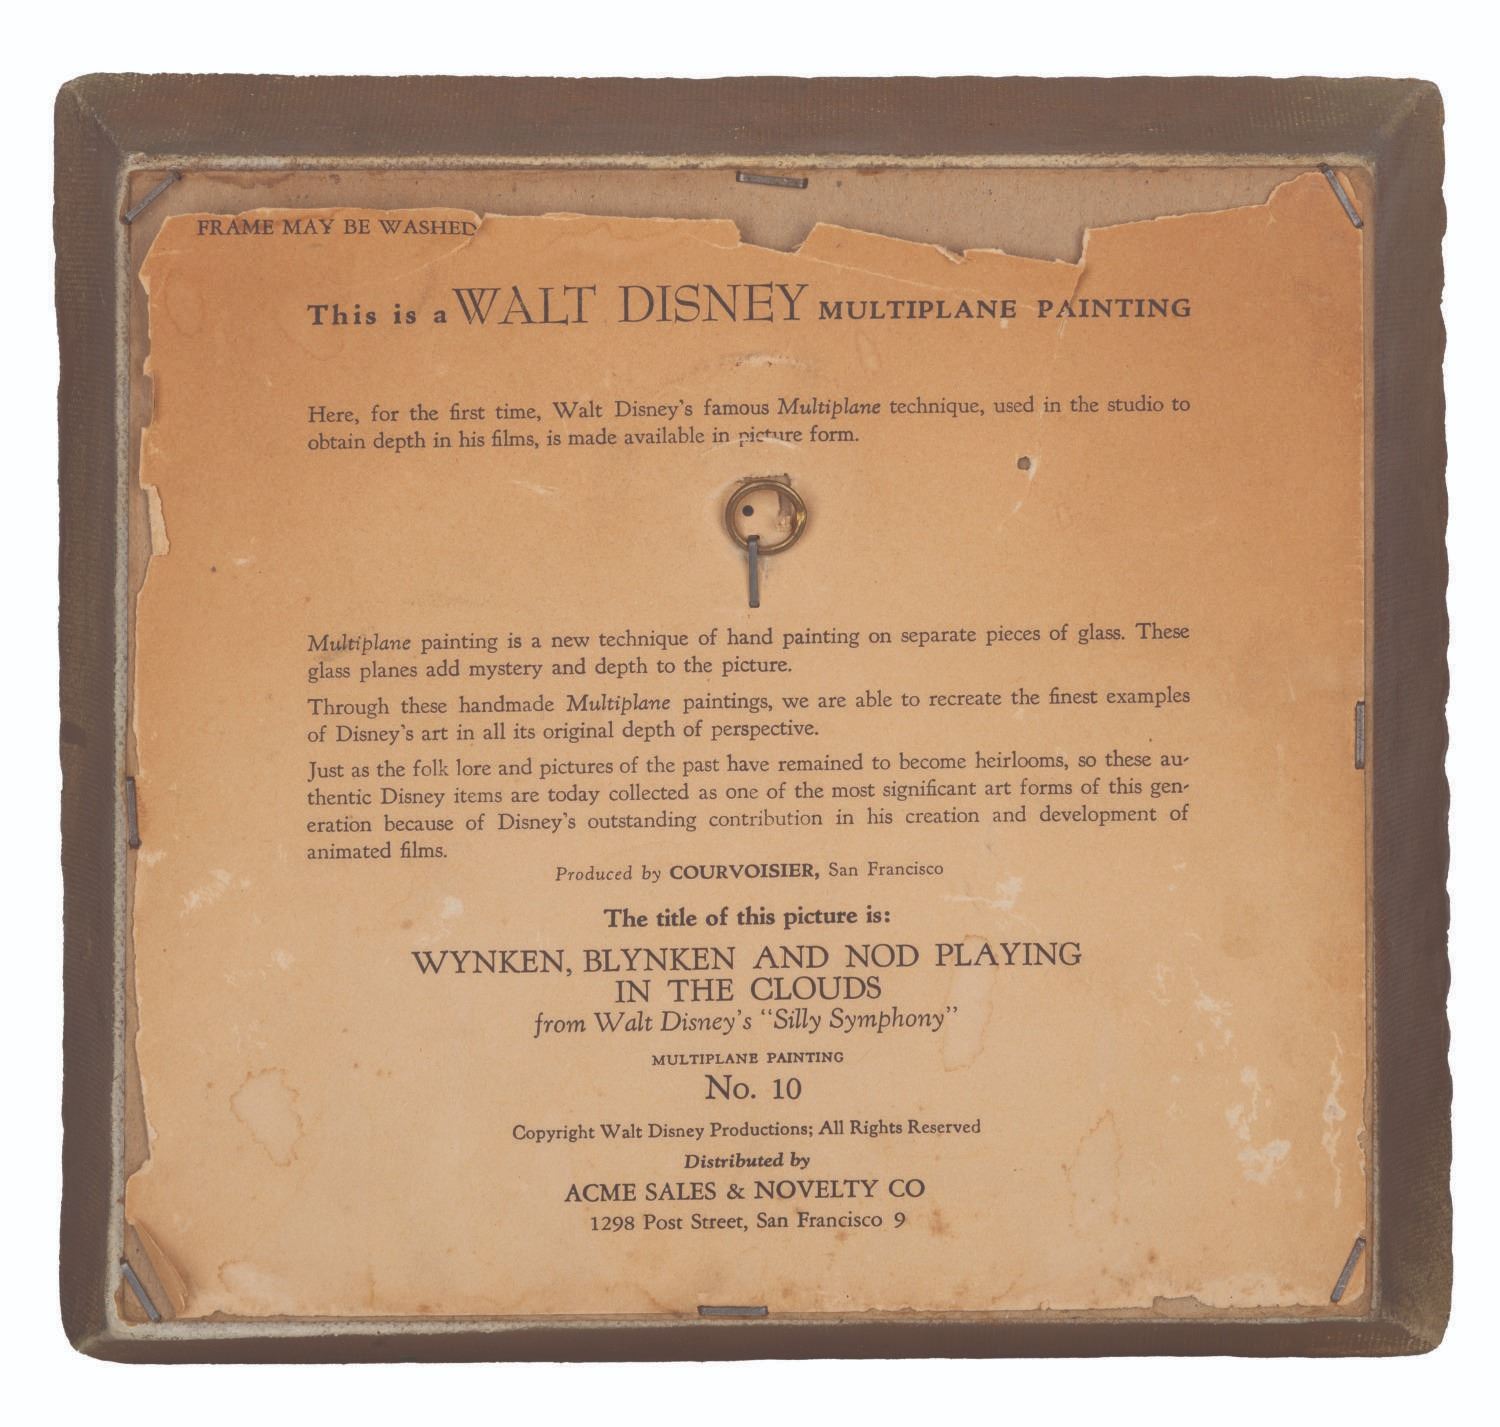 FRAME MAY BE WASHED
This is a WALT DISNEY MULTIPLANE PAINTING
Here, for the first time, Walt Disney's famous Multiplane technique, used in the studio to
obtain depth in his films, is made available in picture form.
Multiplane painting is a new technique of hand painting on separate pieces of glass. These
glass planes add mystery and depth to the picture.
Through these handmade Multiplane paintings, we are able to recreate the finest examples
of Disney's art in all its original depth of perspective.
Just as the folk lore and pictures of the past have remained to become heirlooms, so these au-
thentic Disney items are today collected as one of the most significant art forms of this gen-
eration because of Disney's outstanding contribution in his creation and development of
animated films.
Produced by COURVOISIER, San Francisco
The title of this picture is:
WYNKEN, BLYNKEN AND NOD PLAYING
IN THE CLOUDS
from Walt Disney's "Silly Symphony"
MULTIPLANE PAINTING
No. 10
Copyright Walt Disney Productions; All Rights Reserved
Distributed by
ACME SALES & NOVELTY CO
1298 Post Street, San Francisco 9